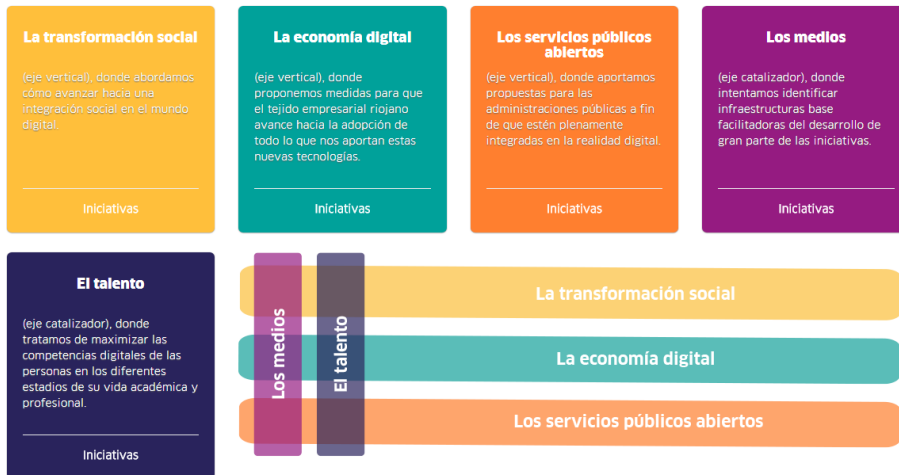 La transformación social
(eje vertical), donde abordamos
cómo avanzar hacia una
integración social en el mundo
digital.
Iniciativas
La economía digital
(eje vertical), donde
proponemos medidas para que
el tejido empresarial riojano
avance hacia la adopción de
todo lo que nos aportan estas
nuevas tecnologías.
Iniciativas
Los servicios públicos
abiertos
(eje vertical), donde aportamos
propuestas para las
administraciones públicas a fin
de que estén plenamente
integradas en la realidad digital.
Iniciativas
Los medios
(eje catalizador), donde
intentamos identificar
infraestructuras base
facilitadoras del desarrollo de
gran parte de las iniciativas.
Iniciativas
El talento
(eje catalizador), donde
tratamos de maximizar las
competencias digitales de las
personas en los diferentes
estadios de su vida académica y
profesional.
Iniciativas
Los medios
El talento
La transformación social
La economía digital
Los servicios públicos abiertos